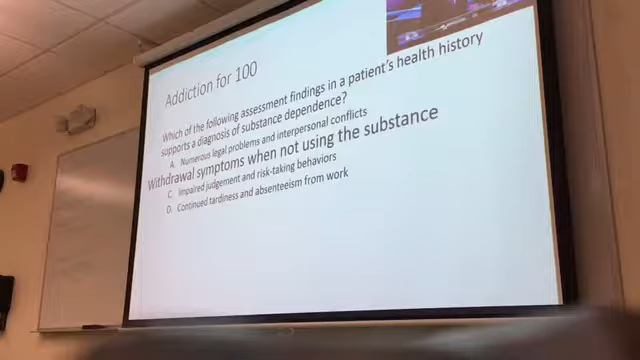 Addiction for 100
Which of the following assessment findings in a patient's health history
supports a diagnosis of substance dependence?
A. Numerous legal problems and interpersonal conflicts
Withdrawal symptoms when not using the substance
C. Impaired judgement and risk-taking behaviors
D. Continued tardiness and absenteeism from work